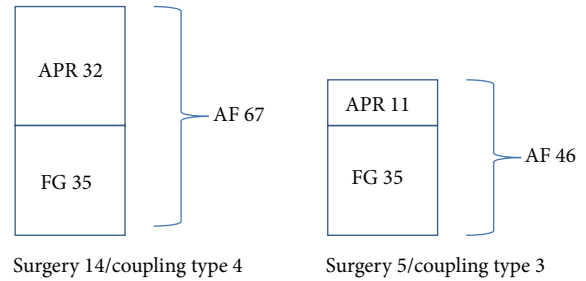 APR 32
AF 67
FG 35
Surgery 14/coupling type 4
APR 11
AF 46
FG 35
Surgery 5/coupling type 3